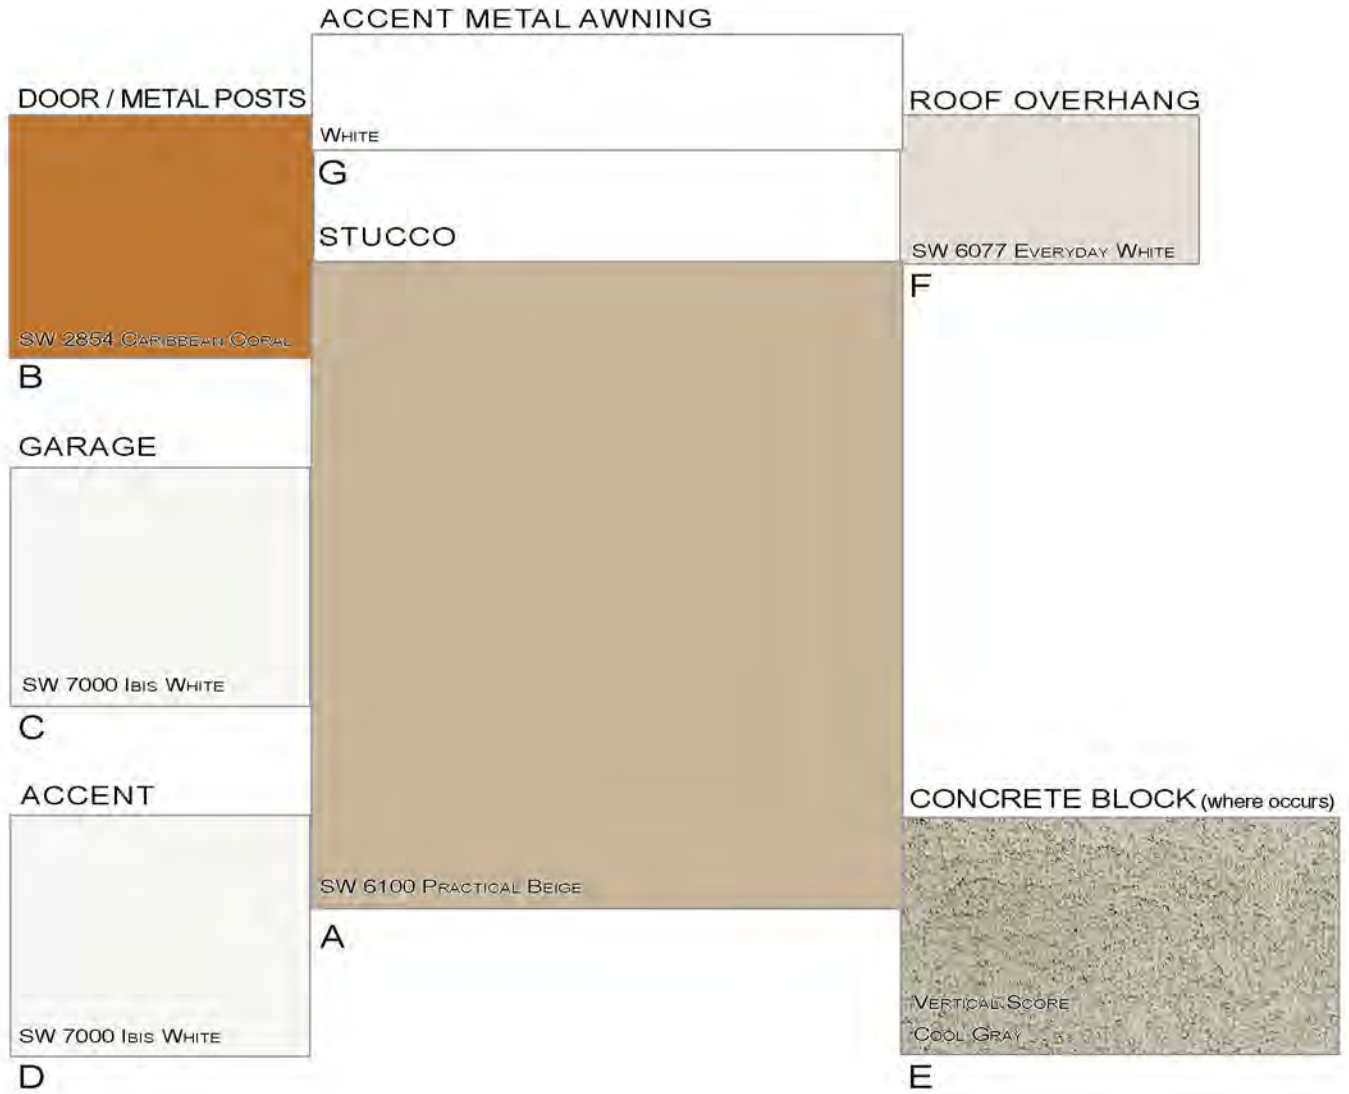 ACCENT METAL AWNING
WHITE
G
DOOR / METAL POSTS
SW 2854 CARIBBEAN CORAL
B
ROOF OVERHANG
SW 6077 EVERYDAY WHITE
F
STUCCO
SW 6100 PRACTICAL BEIGE
A
GARAGE
SW 7000 IBIS WHITE
C
ACCENT
SW 7000 IBIS WHITE
D
CONCRETE BLOCK (where occurs)
VERTICAL SCORE
COOL GRAY
E